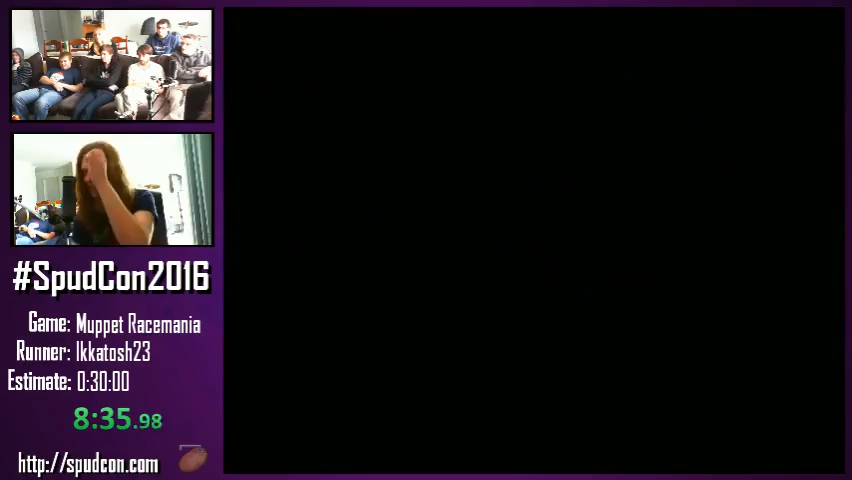 #SpudCon2016
Game: Muppet Racemania
Runner: Ikkatosh23
Estimate: 0:30:00
8:35.98
http://spudcon.com